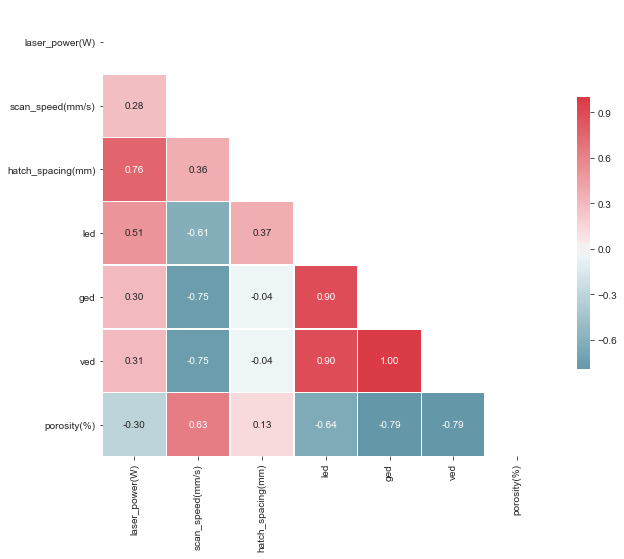 laser_power(W)
scan_speed(mm/s)
0.28
0.9
hatch_spacing(mm)
0.76 0.36
0.6
0.3
led
0.51 -0.61 0.37
0.0
ged
0.30 -0.75 -0.04 0.90
-0.3
ved
0.31 -0.75 -0.04 0.90 1.00
-0.6
porosity(%)
-0.30 0.63 0.13 -0.64 -0.79 -0.79
laser_power(W)
scan_speed(mm/s)
hatch_spacing(mm)
led
ged
ved
porosity(%)